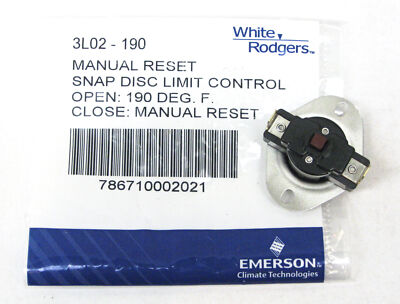 3L02 - 190
White
Rodgers™
MANUAL RESET
SNAP DISC LIMIT CONTROL
OPEN: 190 DEG. F.
CLOSE: MANUAL RESET
786710002021
EMERSON
Climate Technologies